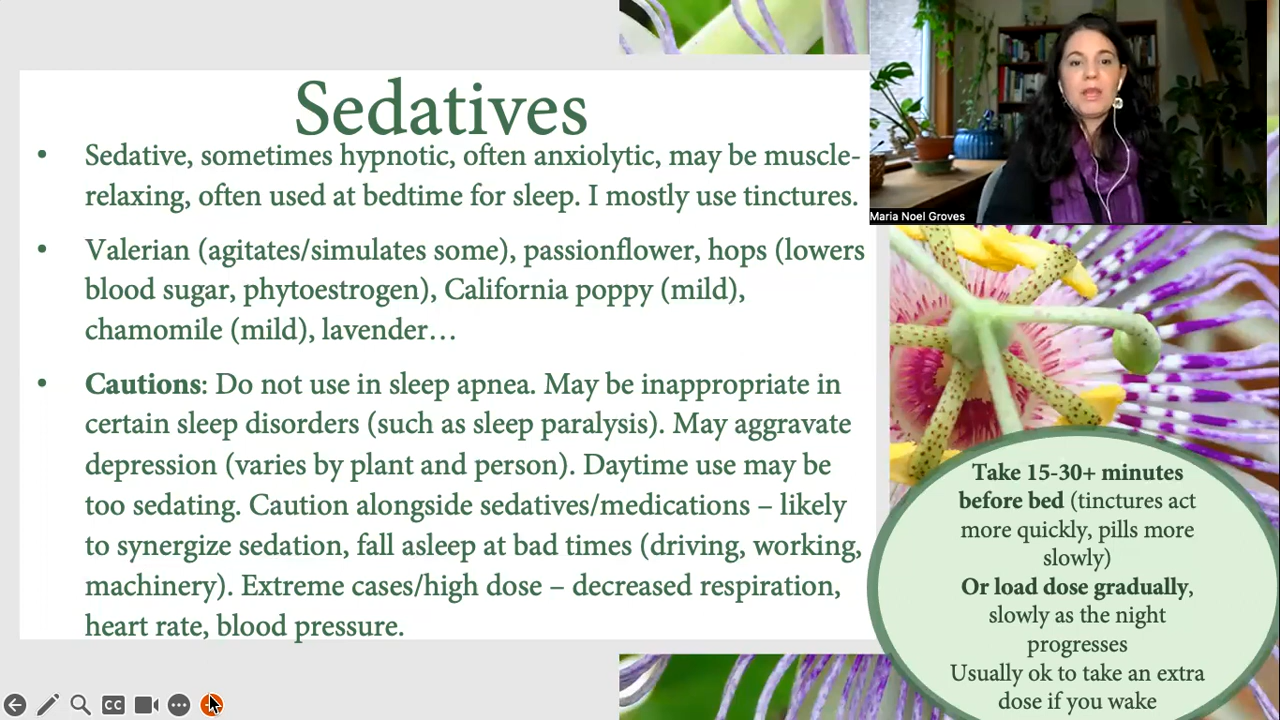 Sedatives
• Sedative, sometimes hypnotic, often anxiolytic, may be muscle-
relaxing, often used at bedtime for sleep. I mostly use tinctures.
• Valerian (agitates/simulates some), passionflower, hops (lowers
blood sugar, phytoestrogen), California poppy (mild),
chamomile (mild), lavender…
• Cautions: Do not use in sleep apnea. May be inappropriate in
certain sleep disorders (such as sleep paralysis). May aggravate
depression (varies by plant and person). Daytime use may be
too sedating. Caution alongside sedatives/medications – likely
to synergize sedation, fall asleep at bad times (driving, working,
machinery). Extreme cases/high dose – decreased respiration,
heart rate, blood pressure.
Maria Noel Groves
Take 15-30+ minutes
before bed (tinctures act
more quickly, pills more
slowly)
Or load dose gradually,
slowly as the night
progresses
Usually ok to take an extra
dose if you wake
CC